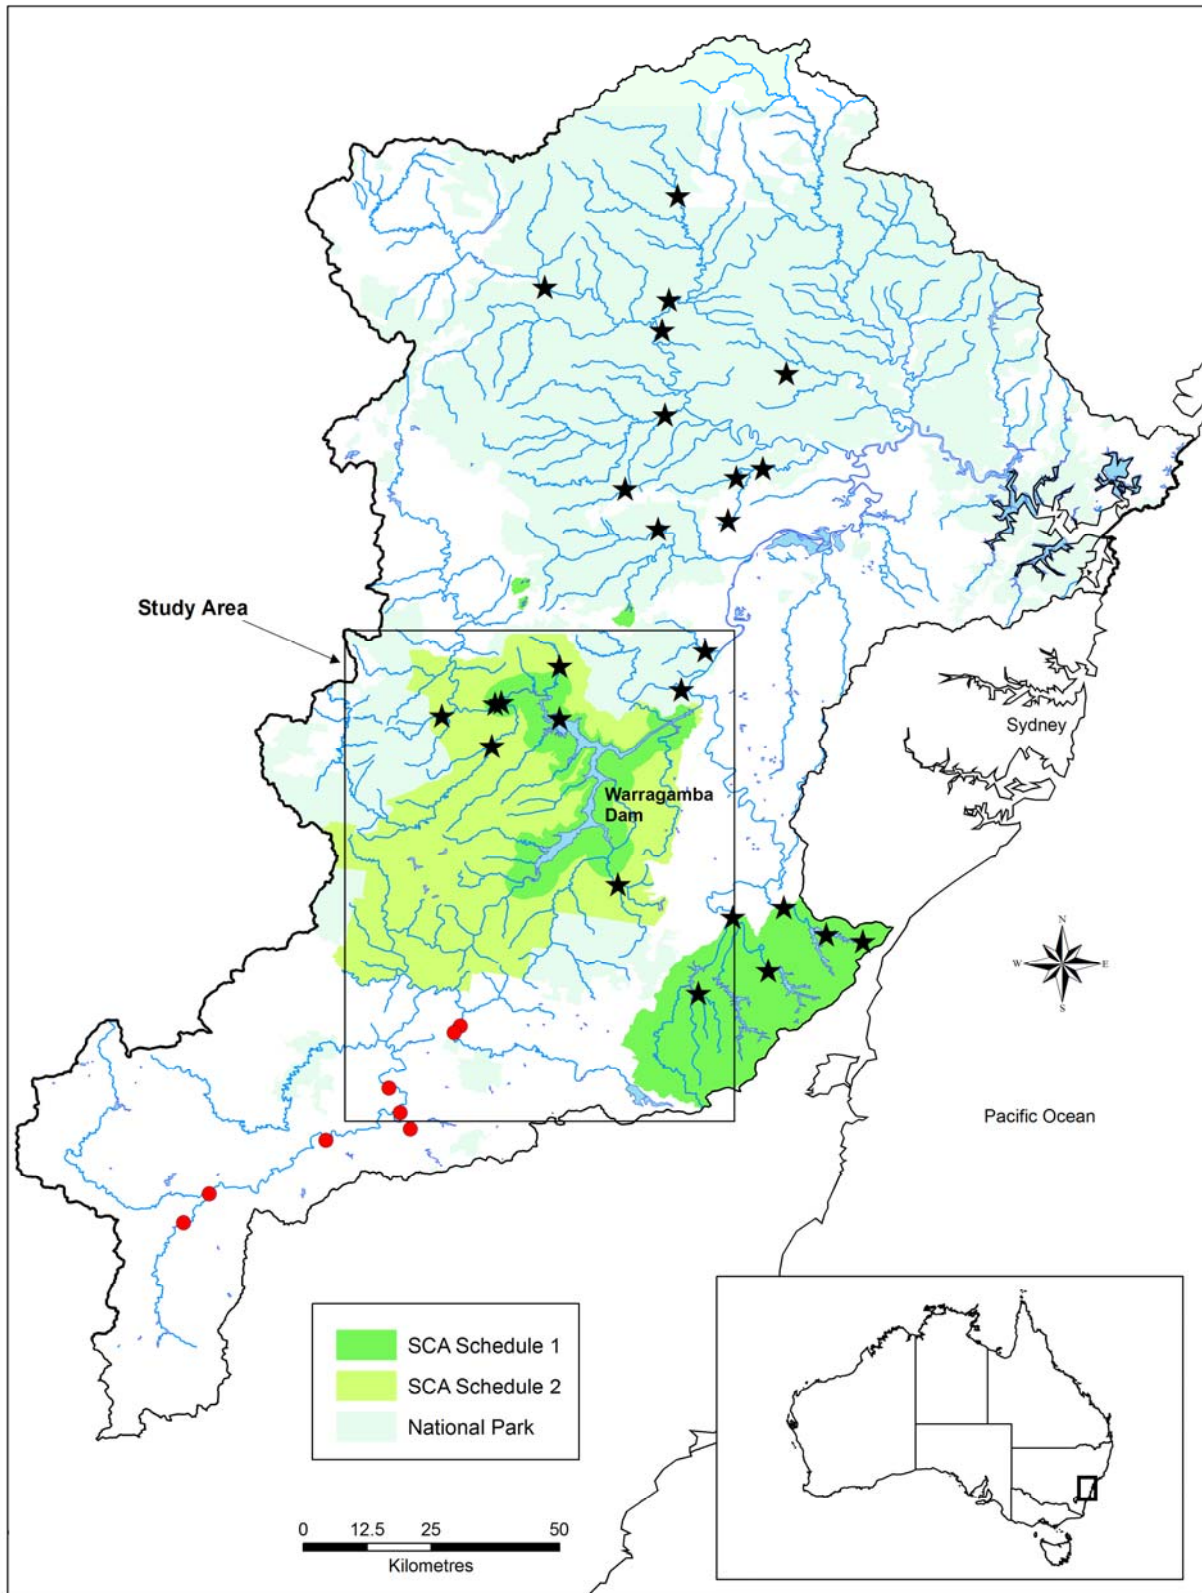 Study Area
Sydney
Warragamba
Dam
N
W
E
S
Pacific Ocean
SCA Schedule 1
SCA Schedule 2
National Park
0 12.5 25 50
Kilometres